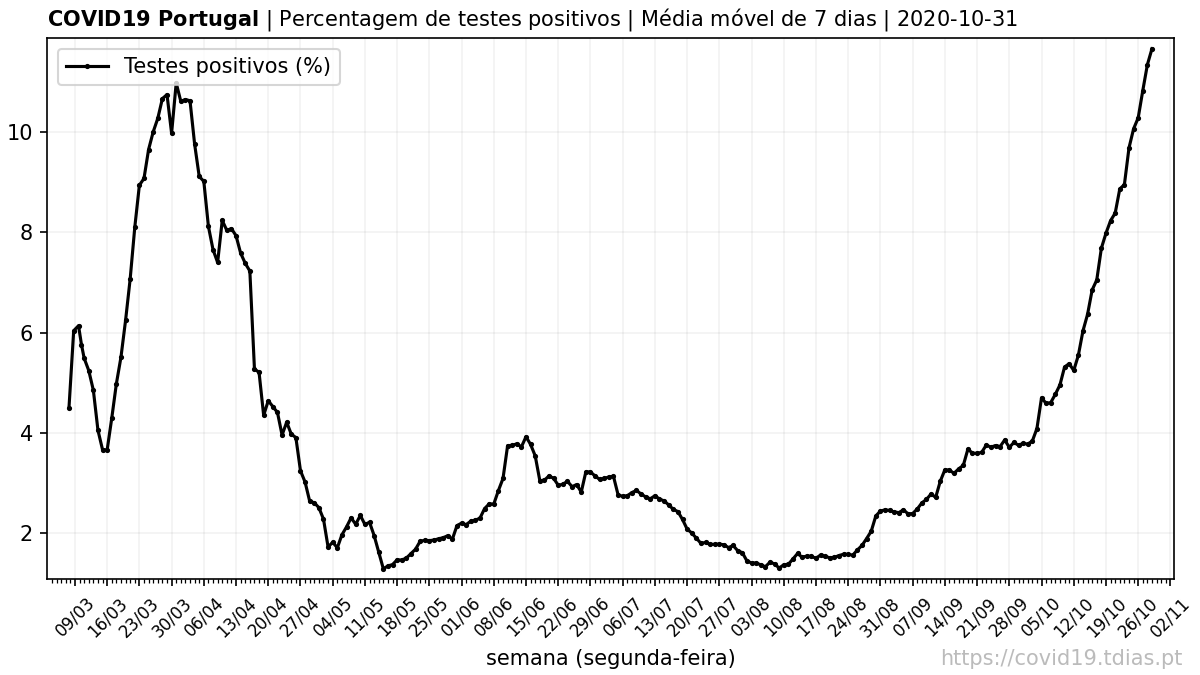 COVID19 Portugal | Percentagem de testes positivos | Média móvel de 7 dias | 2020-10-31
Testes positivos (%)
10
8
6
4
2
09/03 16/03 23/03 30/03 06/04 13/04 20/04 27/04 04/05 11/05 18/05 25/05 01/06 08/06 15/06 22/06 29/06 06/07 13/07 20/07 27/07 03/08 10/08 17/08 24/08 31/08 07/09 14/09 21/09 28/09 05/10 12/10 19/10 26/10 02/11
semana (segunda-feira)
https://covid19.tdias.pt